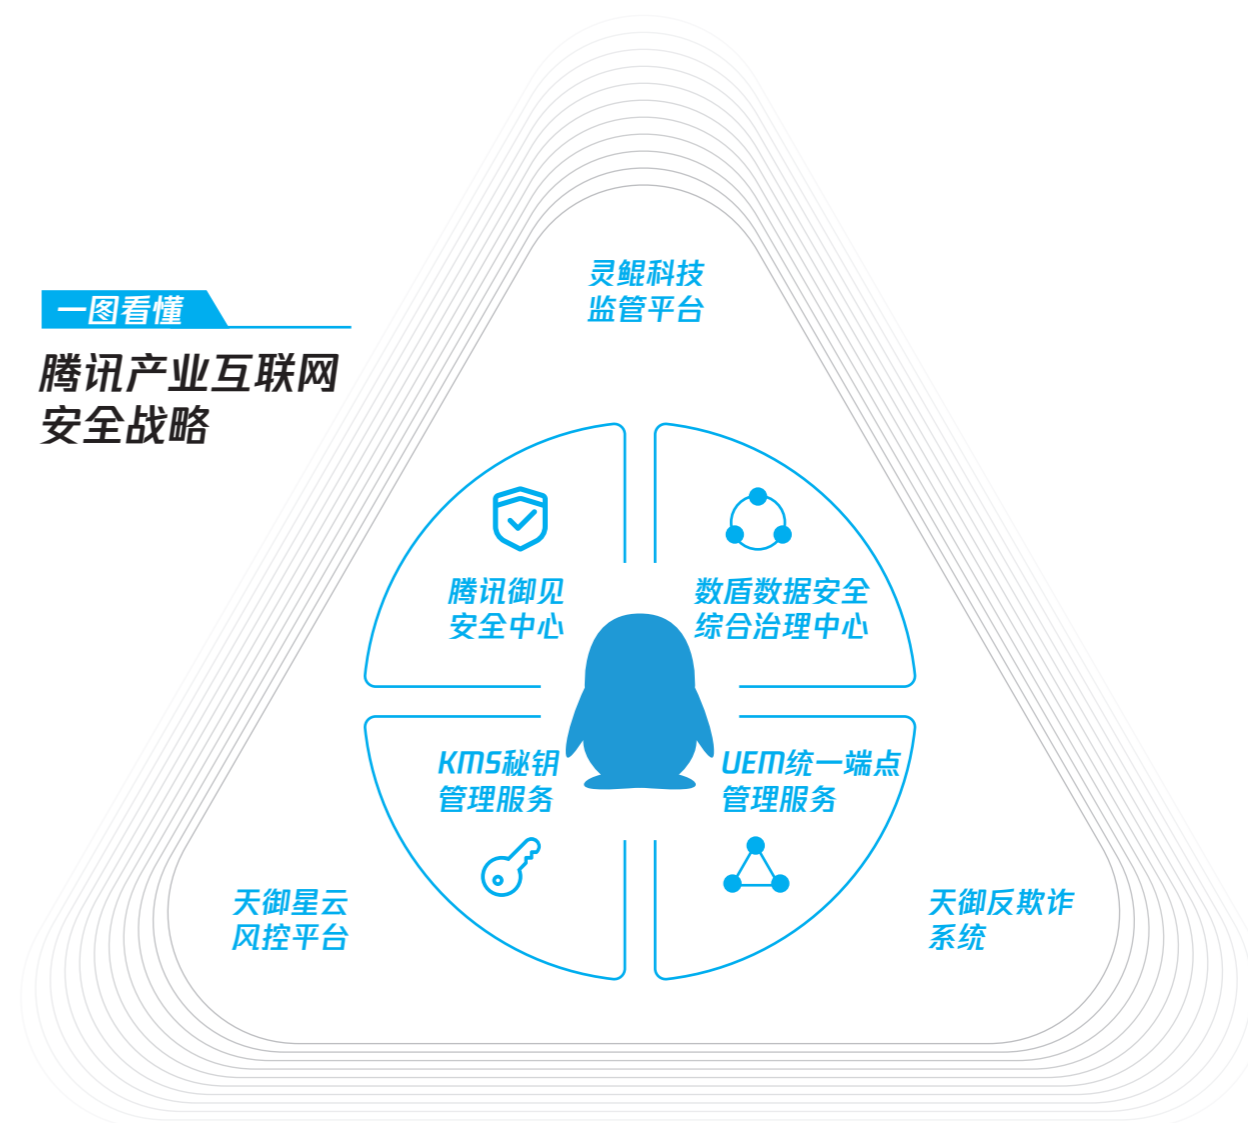 一图看懂
腾讯产业互联网
安全战略
灵鲲科技
监管平台
腾讯御见
安全中心
数盾数据安全
综合治理中心
KMS秘钥
管理服务
UEM统一端点
管理服务
天御星云
风控平台
天御反欺诈
系统